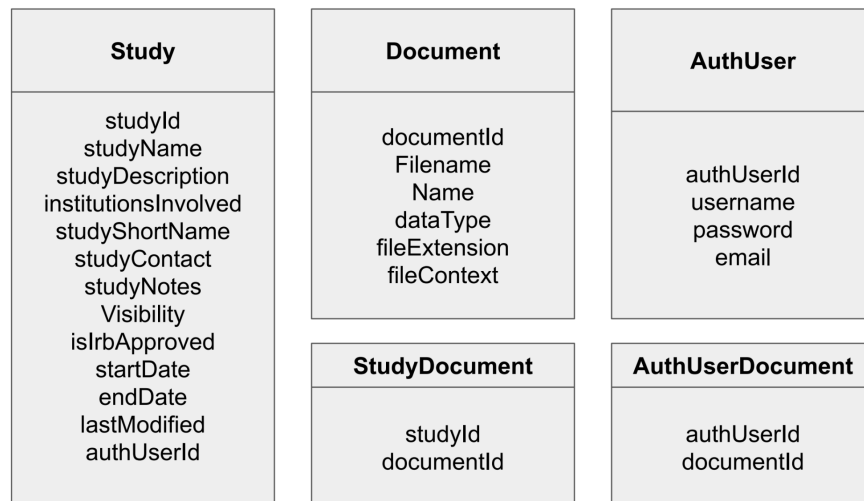 Study
studyId
studyName
studyDescription
institutionsInvolved
studyShortName
studyContact
studyNotes
Visibility
isIrbApproved
startDate
endDate
lastModified
authUserId
Document
documentId
Filename
Name
dataType
fileExtension
fileContext
AuthUser
authUserId
username
password
email
StudyDocument
studyId
documentId
AuthUserDocument
authUserId
documentId